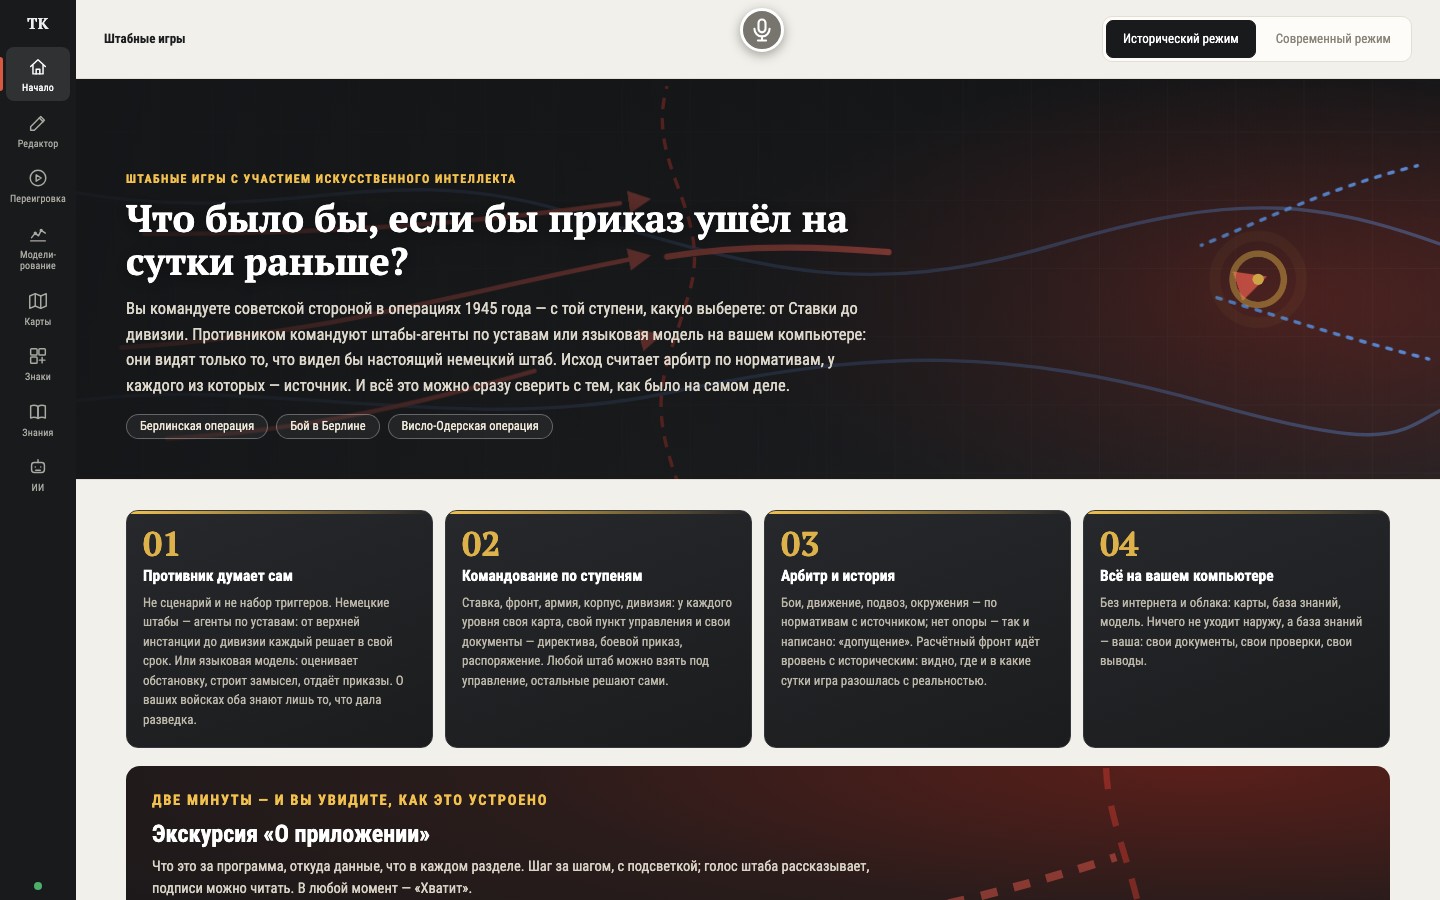 ТК
Начало
Редактор
Переигровка
Модели-
рование
Карты
Знаки
Знания
ИИ
Штабные игры
Исторический режим
Современный режим
ШТАБНЫЕ ИГРЫ С УЧАСТИЕМ ИСКУССТВЕННОГО ИНТЕЛЛЕКТА
Что было бы, если бы приказ ушёл на
сутки раньше?
Вы командуете советской стороной в операциях 1945 года — с той ступени, какую выберете: от Ставки до
дивизии. Противником командуют штабы-агенты по уставам или языковая модель на вашем компьютере:
они видят только то, что видел бы настоящий немецкий штаб. Исход считает арбитр по нормативам, у
каждого из которых — источник. И всё это можно сразу сверить с тем, как было на самом деле.
Берлинская операция
Бой в Берлине
Висло-Одерская операция
01
Противник думает сам
Не сценарий и не набор триггеров. Немецкие
штабы — агенты по уставам: от верхней
инстанции до дивизии каждый решает в свой
срок. Или языковая модель: оценивает
обстановку, строит замысел, отдаёт приказы. О
ваших войсках оба знают лишь то, что дала
разведка.
02
Командование по ступеням
Ставка, фронт, армия, корпус, дивизия: у каждого
уровня своя карта, свой пункт управления и свои
документы — директива, боевой приказ,
распоряжение. Любой штаб можно взять под
управление, остальные решают сами.
03
Арбитр и история
Бои, движение, подвоз, окружения — по
нормативам с источником; нет опоры — так и
написано: «допущение». Расчётный фронт идёт
вровень с историческим: видно, где и в какие
сутки игра разошлась с реальностью.
04
Всё на вашем компьютере
Без интернета и облака: карты, база знаний,
модель. Ничего не уходит наружу, а база знаний
— ваша: свои документы, свои проверки, свои
выводы.
ДВЕ МИНУТЫ — И ВЫ УВИДИТЕ, КАК ЭТО УСТРОЕНО
Экскурсия «О приложении»
Что это за программа, откуда данные, что в каждом разделе. Шаг за шагом, с подсветкой; голос штаба рассказывает,
подписи можно читать. В любой момент — «Хватит».